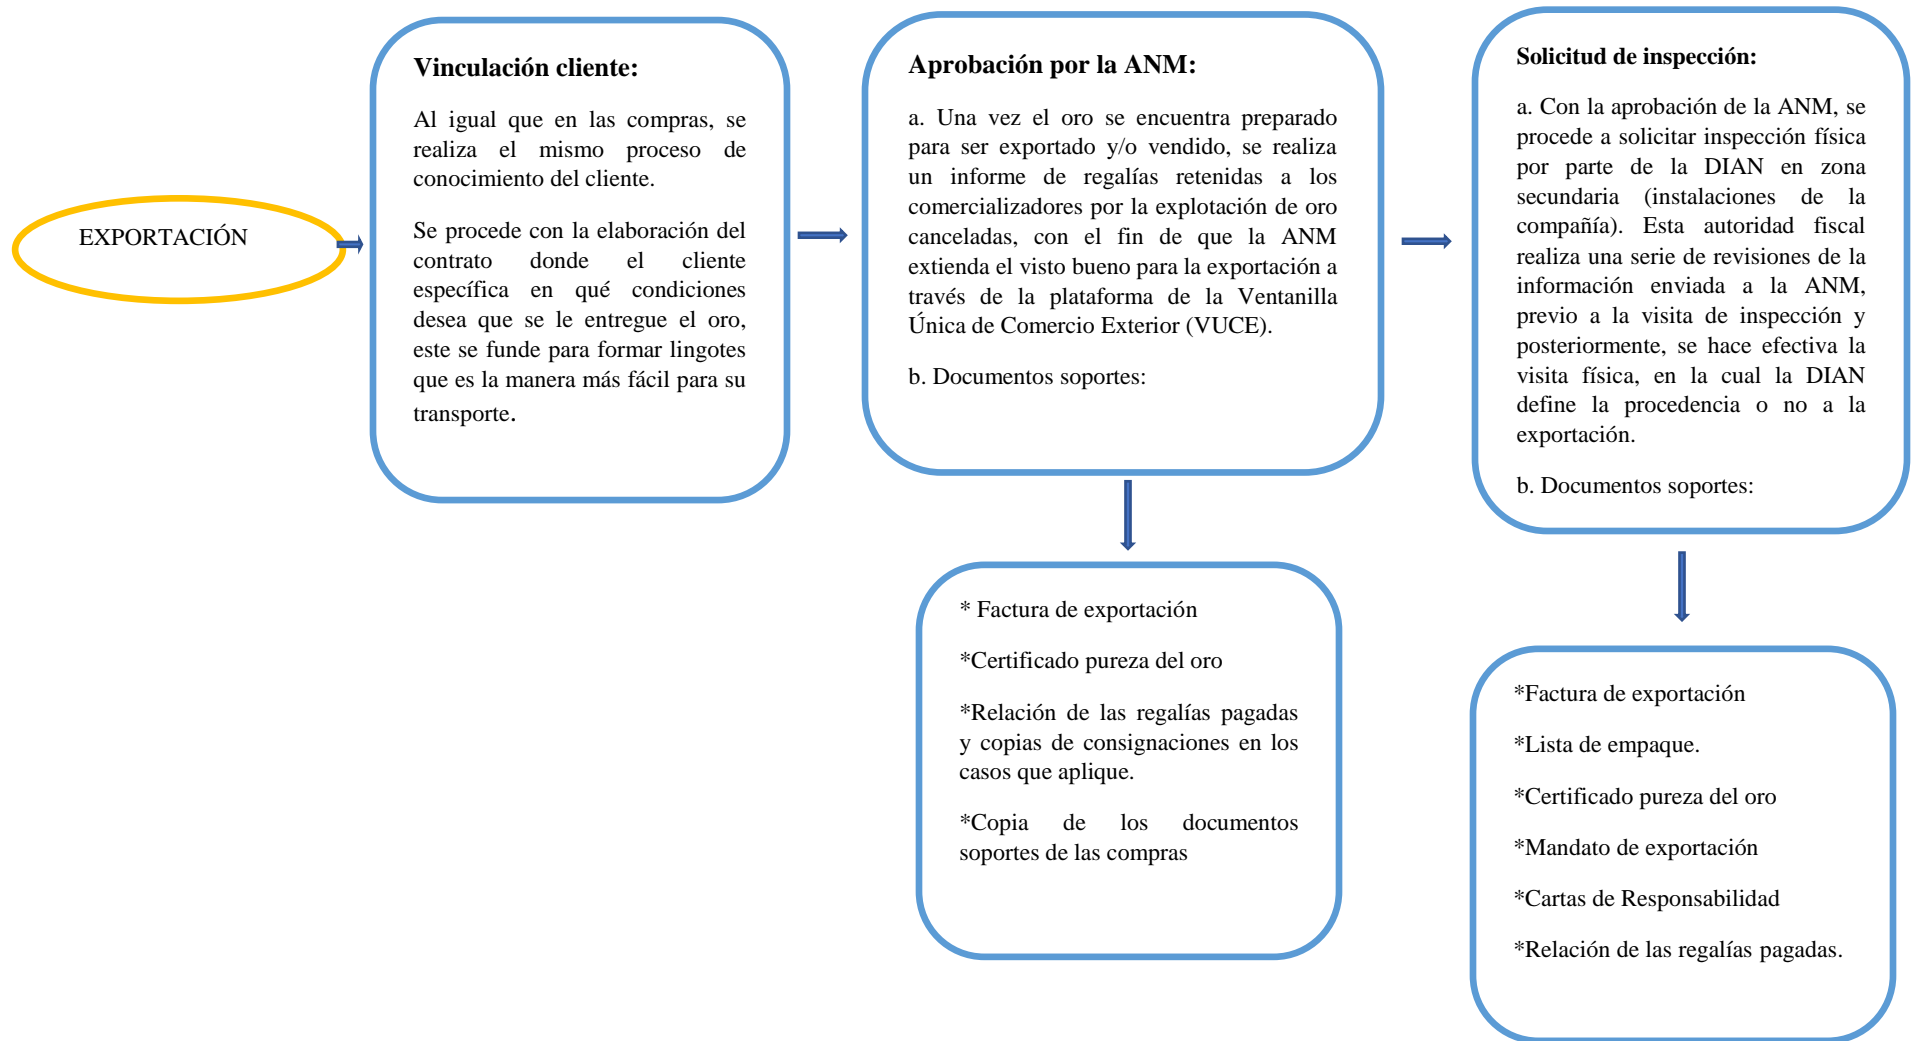 EXPORTACIÓN
Vinculación cliente:
Al igual que en las compras, se
realiza el mismo proceso de
conocimiento del cliente.
Se procede con la elaboración del
contrato donde el cliente
específica en qué condiciones
desea que se le entregue el oro,
este se funde para formar lingotes
que es la manera más fácil para su
transporte.
Aprobación por la ANM:
a. Una vez el oro se encuentra preparado
para ser exportado y/o vendido, se realiza
un informe de regalías retenidas a los
comercializadores por la explotación de oro
canceladas, con el fin de que la ANM
extienda el visto bueno para la exportación a
través de la plataforma de la Ventanilla
Única de Comercio Exterior (VUCE).
b. Documentos soportes:
* Factura de exportación
*Certificado pureza del oro
*Relación de las regalías pagadas
y copias de consignaciones en los
casos que aplique.
*Copia de los documentos
soportes de las compras
Solicitud de inspección:
a. Con la aprobación de la ANM, se
procede a solicitar inspección física
por parte de la DIAN en zona
secundaria (instalaciones de la
compañía). Esta autoridad fiscal
realiza una serie de revisiones de la
información enviada a la ANM,
previo a la visita de inspección y
posteriormente, se hace efectiva la
visita física, en la cual la DIAN
define la procedencia o no a la
exportación.
b. Documentos soportes:
*Factura de exportación
*Lista de empaque.
*Certificado pureza del oro
*Mandato de exportación
*Cartas de Responsabilidad
*Relación de las regalías pagadas.